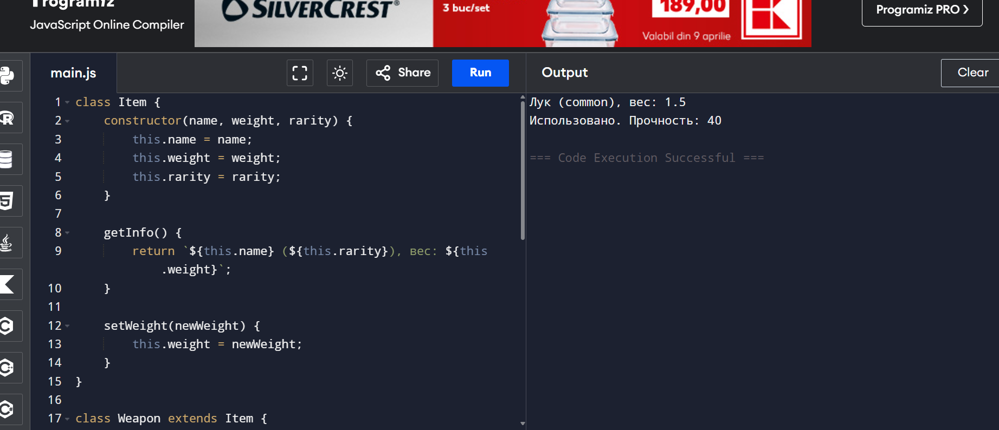 Programiz
JavaScript Online Compiler
SILVERCREST®
3 buc/set
189,00
Valabil din 9 aprilie
Programiz PRO
main.js
Share
Run
Output
Clear
1 class Item {
2 constructor(name, weight, rarity) {
3 this.name = name;
4 this.weight = weight;
5 this.rarity = rarity;
6 }
7
8 getInfo() {
9 return `${this.name} (${this.rarity}), вес: ${this
.weight}`;
10 }
11
12 setWeight(newWeight) {
13 this.weight = newWeight;
14 }
15 }
16
17 class Weapon extends Item {
Лук (common), вес: 1.5
Использовано. Прочность: 40
=== Code Execution Successful ===